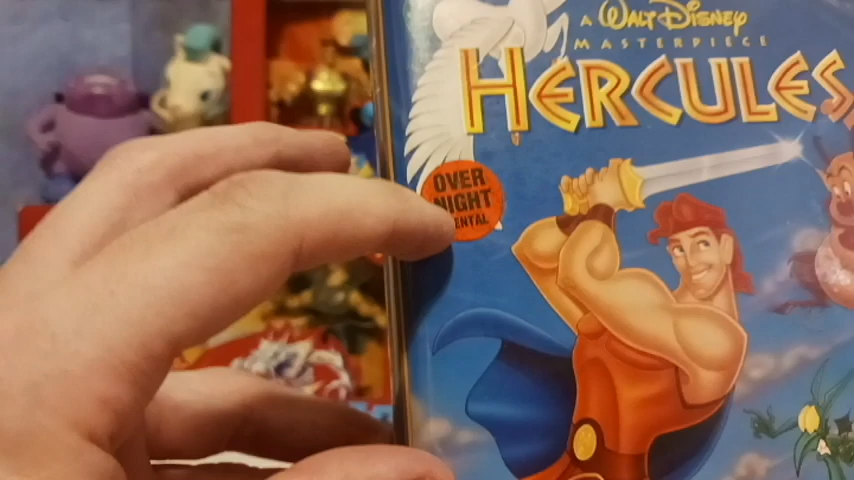 A WALT DISNEY
MASTERPIECE
HERCULES
OVER
NIGHT
RENTAL